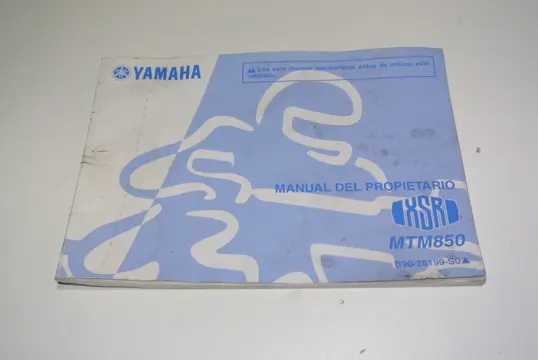 YAMAHA
Lea este manual atentamente antes de utilizar este
vehículo.
MANUAL DEL PROPIETARIO
XSR
MTM850
B90-28199-S0